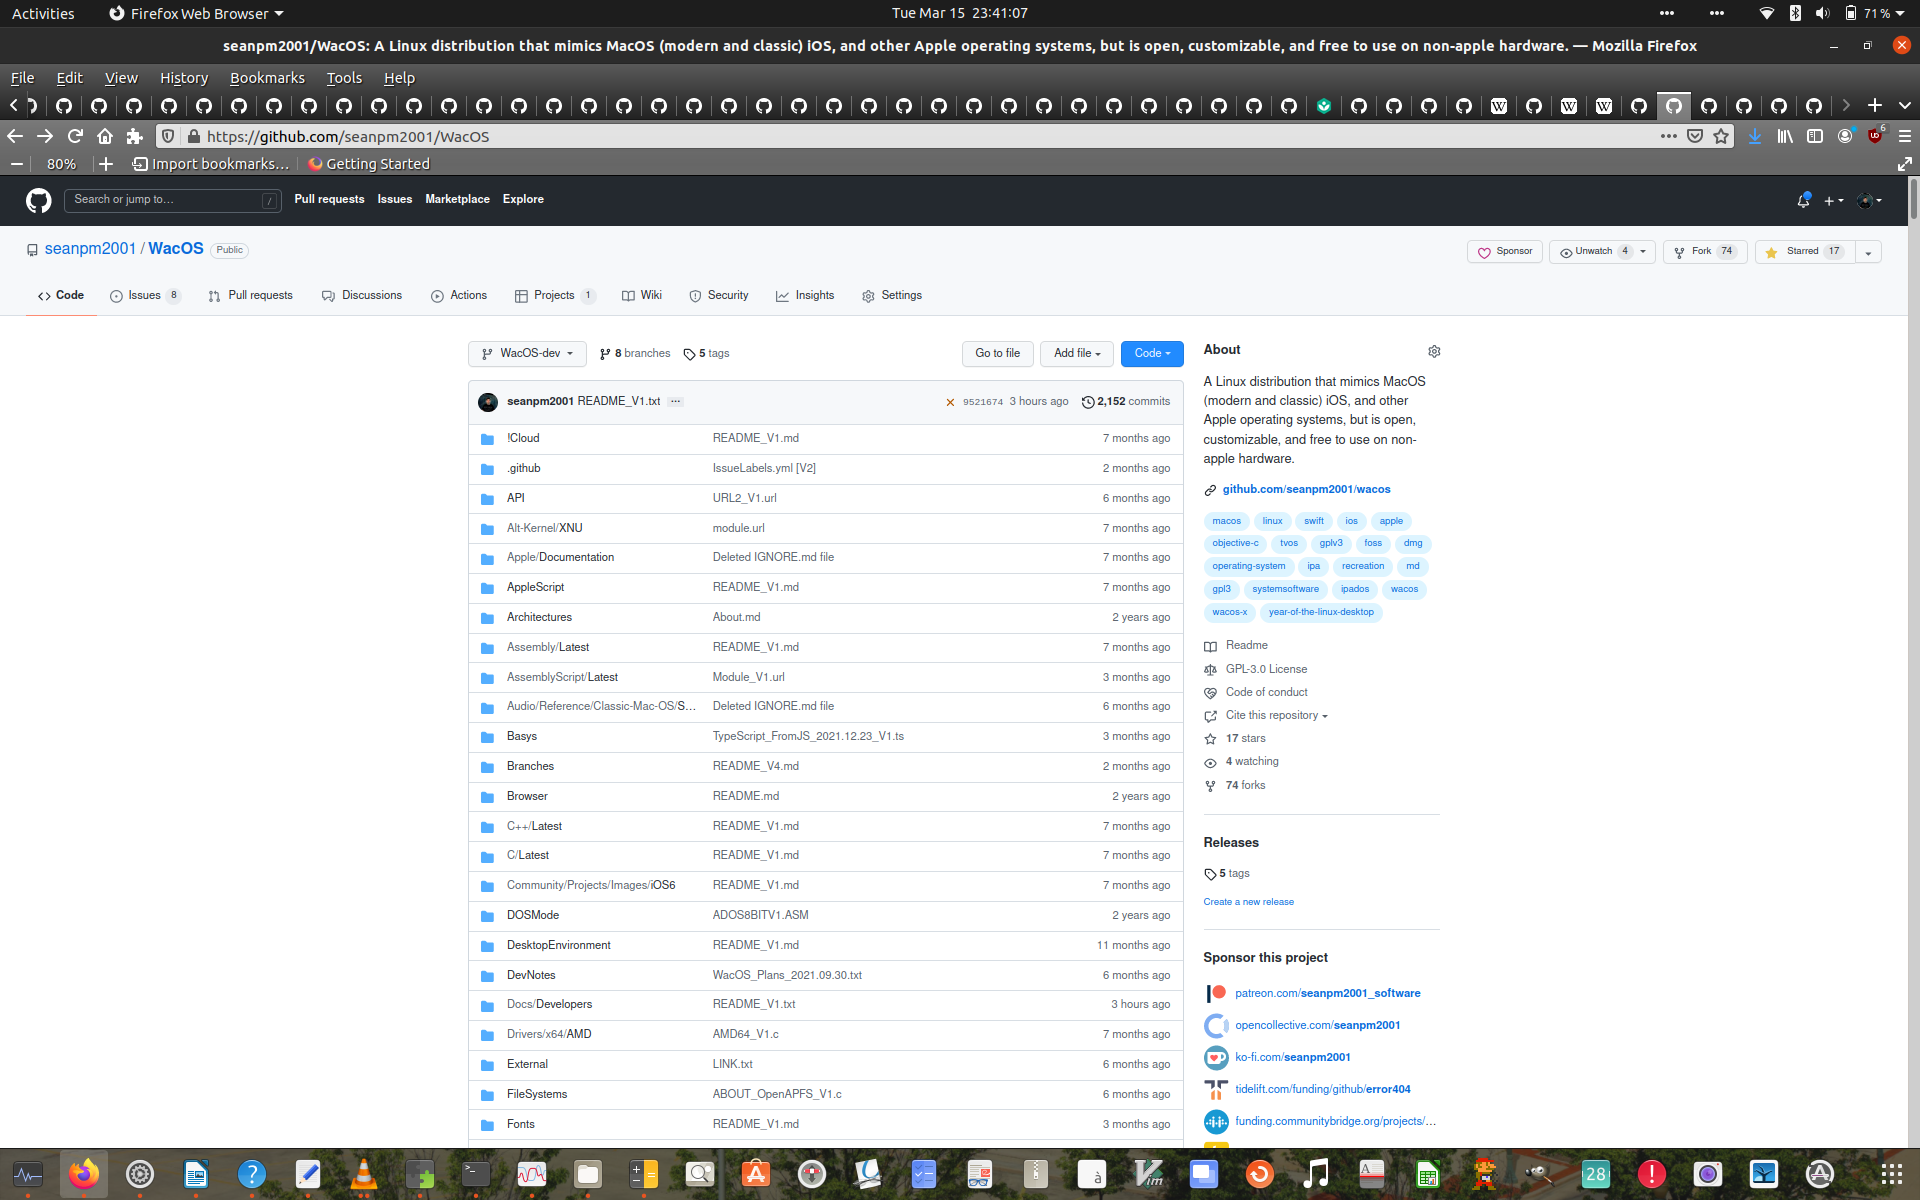 Activities Firefox Web Browser Tue Mar 15 23:41:07 71 %
seanpm2001/WacOS: A Linux distribution that mimics MacOS (modern and classic) iOS, and other Apple operating systems, but is open, customizable, and free to use on non-apple hardware. — Mozilla Firefox
File Edit View History Bookmarks Tools Help
https://github.com/seanpm2001/WacOS 6
80% Import bookmarks... Getting Started
Search or jump to... / Pull requests Issues Marketplace Explore
seanpm2001 / WacOS Public Sponsor Unwatch 4 Fork 74 Starred 17
Code Issues 8 Pull requests Discussions Actions Projects 1 Wiki Security Insights Settings
WacOS-dev 8 branches 5 tags Go to file Add file Code
seanpm2001 README_V1.txt ... 9521674 3 hours ago 2,152 commits
!Cloud README_V1.md 7 months ago
.github IssueLabels.yml [V2] 2 months ago
API URL2_V1.url 6 months ago
Alt-Kernel/XNU module.url 7 months ago
Apple/Documentation Deleted IGNORE.md file 7 months ago
AppleScript README_V1.md 7 months ago
Architectures About.md 2 years ago
Assembly/Latest README_V1.md 7 months ago
AssemblyScript/Latest Module_V1.url 3 months ago
Audio/Reference/Classic-Mac-OS/S... Deleted IGNORE.md file 6 months ago
Basys TypeScript_FromJS_2021.12.23_V1.ts 3 months ago
Branches README_V4.md 2 months ago
Browser README.md 2 years ago
C++/Latest README_V1.md 7 months ago
C/Latest README_V1.md 7 months ago
Community/Projects/Images/iOS6 README_V1.md 7 months ago
DOSMode ADOS8BITV1.ASM 2 years ago
DesktopEnvironment README_V1.md 11 months ago
DevNotes WacOS_Plans_2021.09.30.txt 6 months ago
Docs/Developers README_V1.txt 3 hours ago
Drivers/x64/AMD AMD64_V1.c 7 months ago
External LINK.txt 6 months ago
FileSystems ABOUT_OpenAPFS_V1.c 6 months ago
Fonts README_V1.md 3 months ago
About
A Linux distribution that mimics MacOS
(modern and classic) iOS, and other
Apple operating systems, but is open,
customizable, and free to use on non-
apple hardware.
github.com/seanpm2001/wacos
macos linux swift ios apple
objective-c tvos gplv3 foss dmg
operating-system ipa recreation md
gpl3 systemsoftware ipados wacos
wacos-x year-of-the-linux-desktop
Readme
GPL-3.0 License
Code of conduct
Cite this repository
17 stars
4 watching
74 forks
Releases
5 tags
Create a new release
Sponsor this project
patreon.com/seanpm2001_software
opencollective.com/seanpm2001
ko-fi.com/seanpm2001
tidelift.com/funding/github/error404
funding.communitybridge.org/projects/...
28